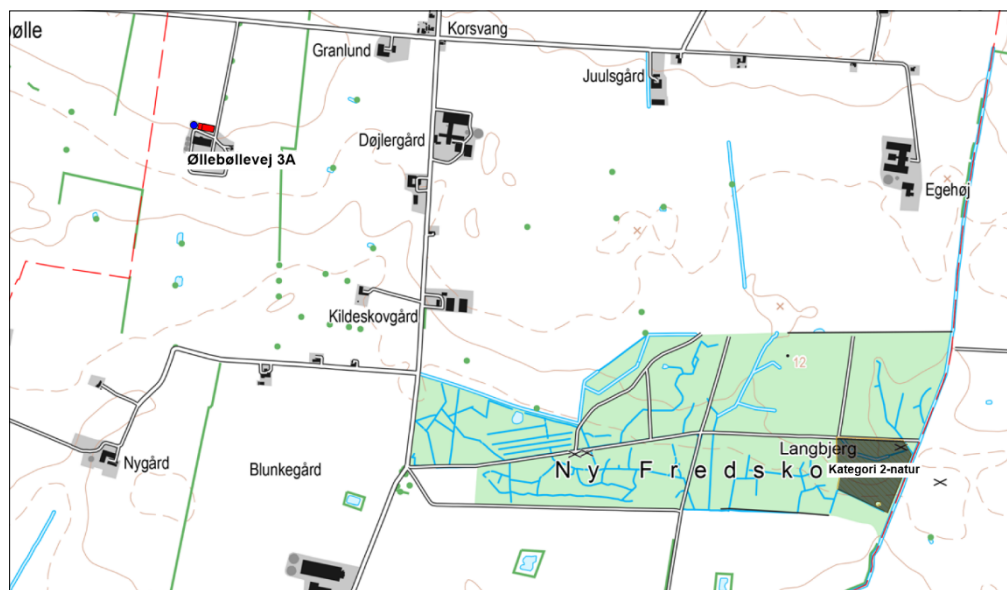 ølle
Korsvang
Granlund
Juulsgård
Døjlergård
Øllebøllevej 3A
Egehøj
Kildeskovgård
12
Langbjerg
Nygård
Blunkegård
Ny Fredsko
Kategori 2-natur